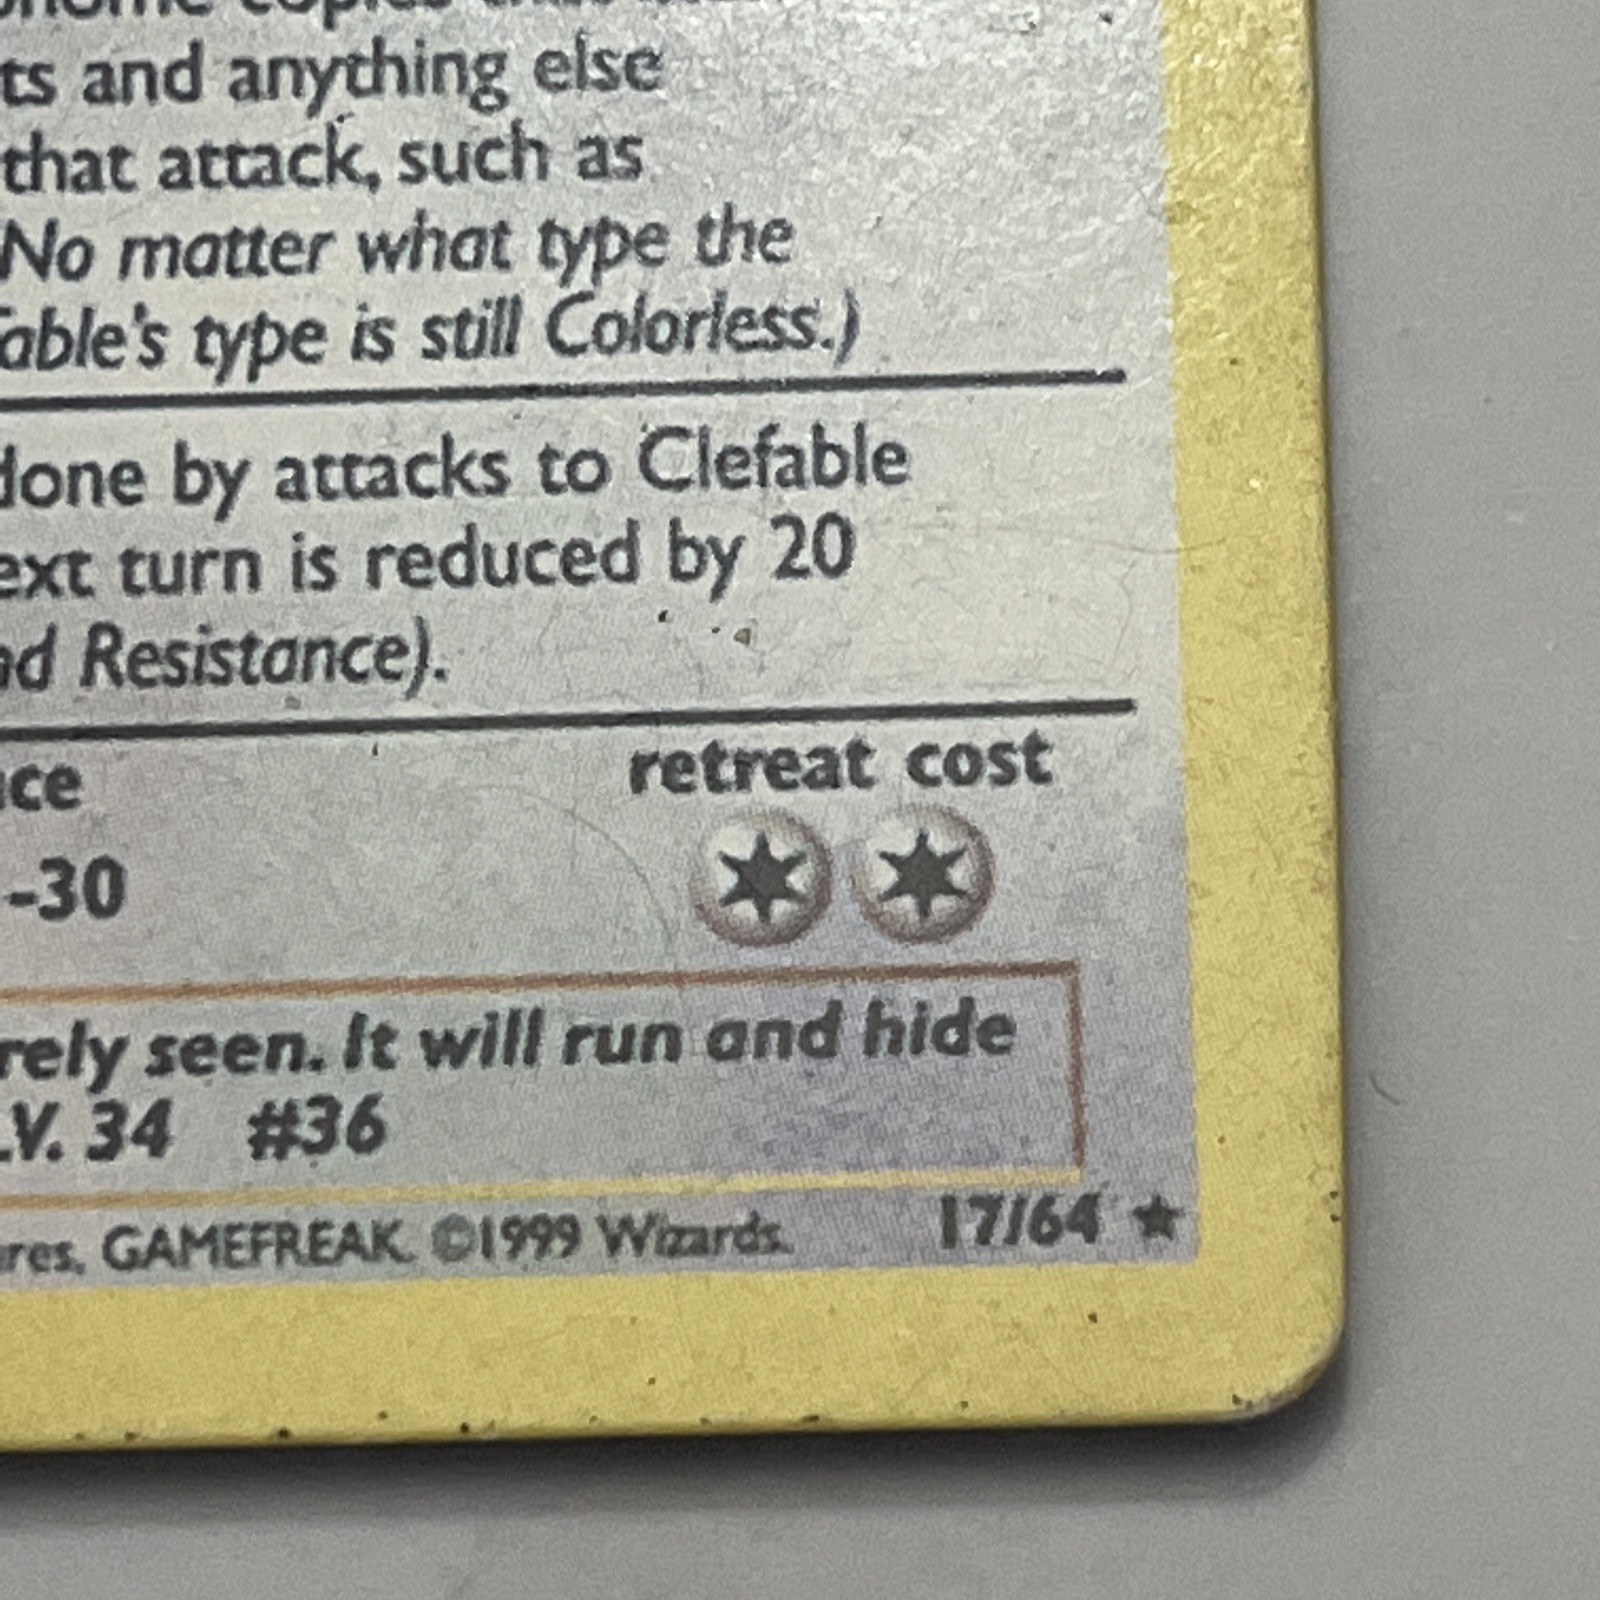 ts and anything else
that attack, such as
No matter what type the
able's type is still Colorless.)
done by attacks to Clefable
ext turn is reduced by 20
nd Resistance).
retreat cost
-30
rely seen. It will run and hide
LV. 34 #36
res, GAMEFREAK. ©1999 Wizards. 17/64 ★